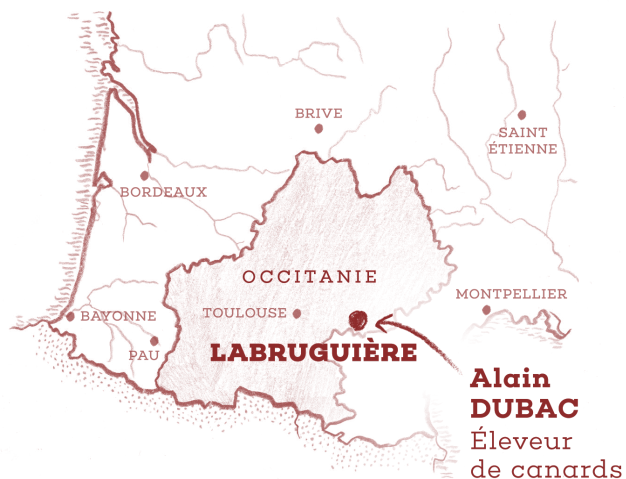 BRIVE
SAINT
ÉTIENNE
BORDEAUX
OCCITANIE
MONTPELLIER
BAYONNE
TOULOUSE
PAU
LABRUGUIÈRE
Alain
DUBAC
Éleveur
de canards